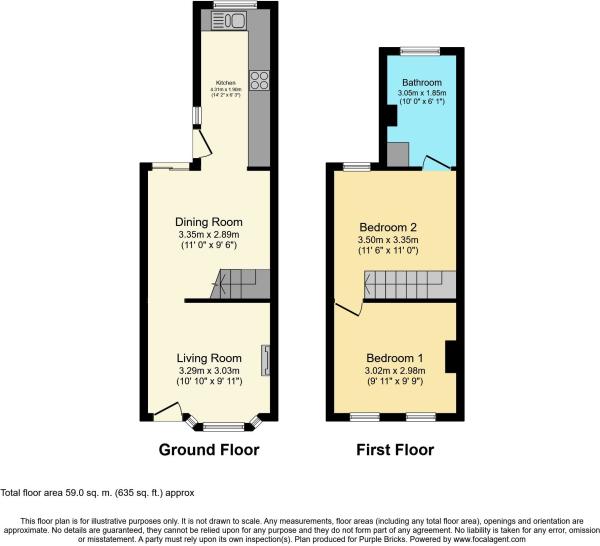 Kitchen
4.31m x 1.90m
(14' 2" x 6' 3")
Bathroom
3.05m x 1.85m
(10' 0" x 6' 1")
Dining Room
3.35m x 2.89m
(11' 0" x 9' 6")
Bedroom 2
3.50m x 3.35m
(11' 6" x 11' 0")
Living Room
3.29m x 3.03m
(10' 10" x 9' 11")
Bedroom 1
3.02m x 2.98m
(9' 11" x 9' 9")
Ground Floor
First Floor
Total floor area 59.0 sq. m. (635 sq. ft.) approx
This floor plan is for illustrative purposes only. It is not drawn to scale. Any measurements, floor areas (including any total floor area), openings and orientation are
approximate. No details are guaranteed, they cannot be relied upon for any purpose and they do not form part of any agreement. No liability is taken for any error, omission
or misstatement. A party must rely upon its own inspection(s). Plan produced for Purple Bricks. Powered by www.focalagent.com